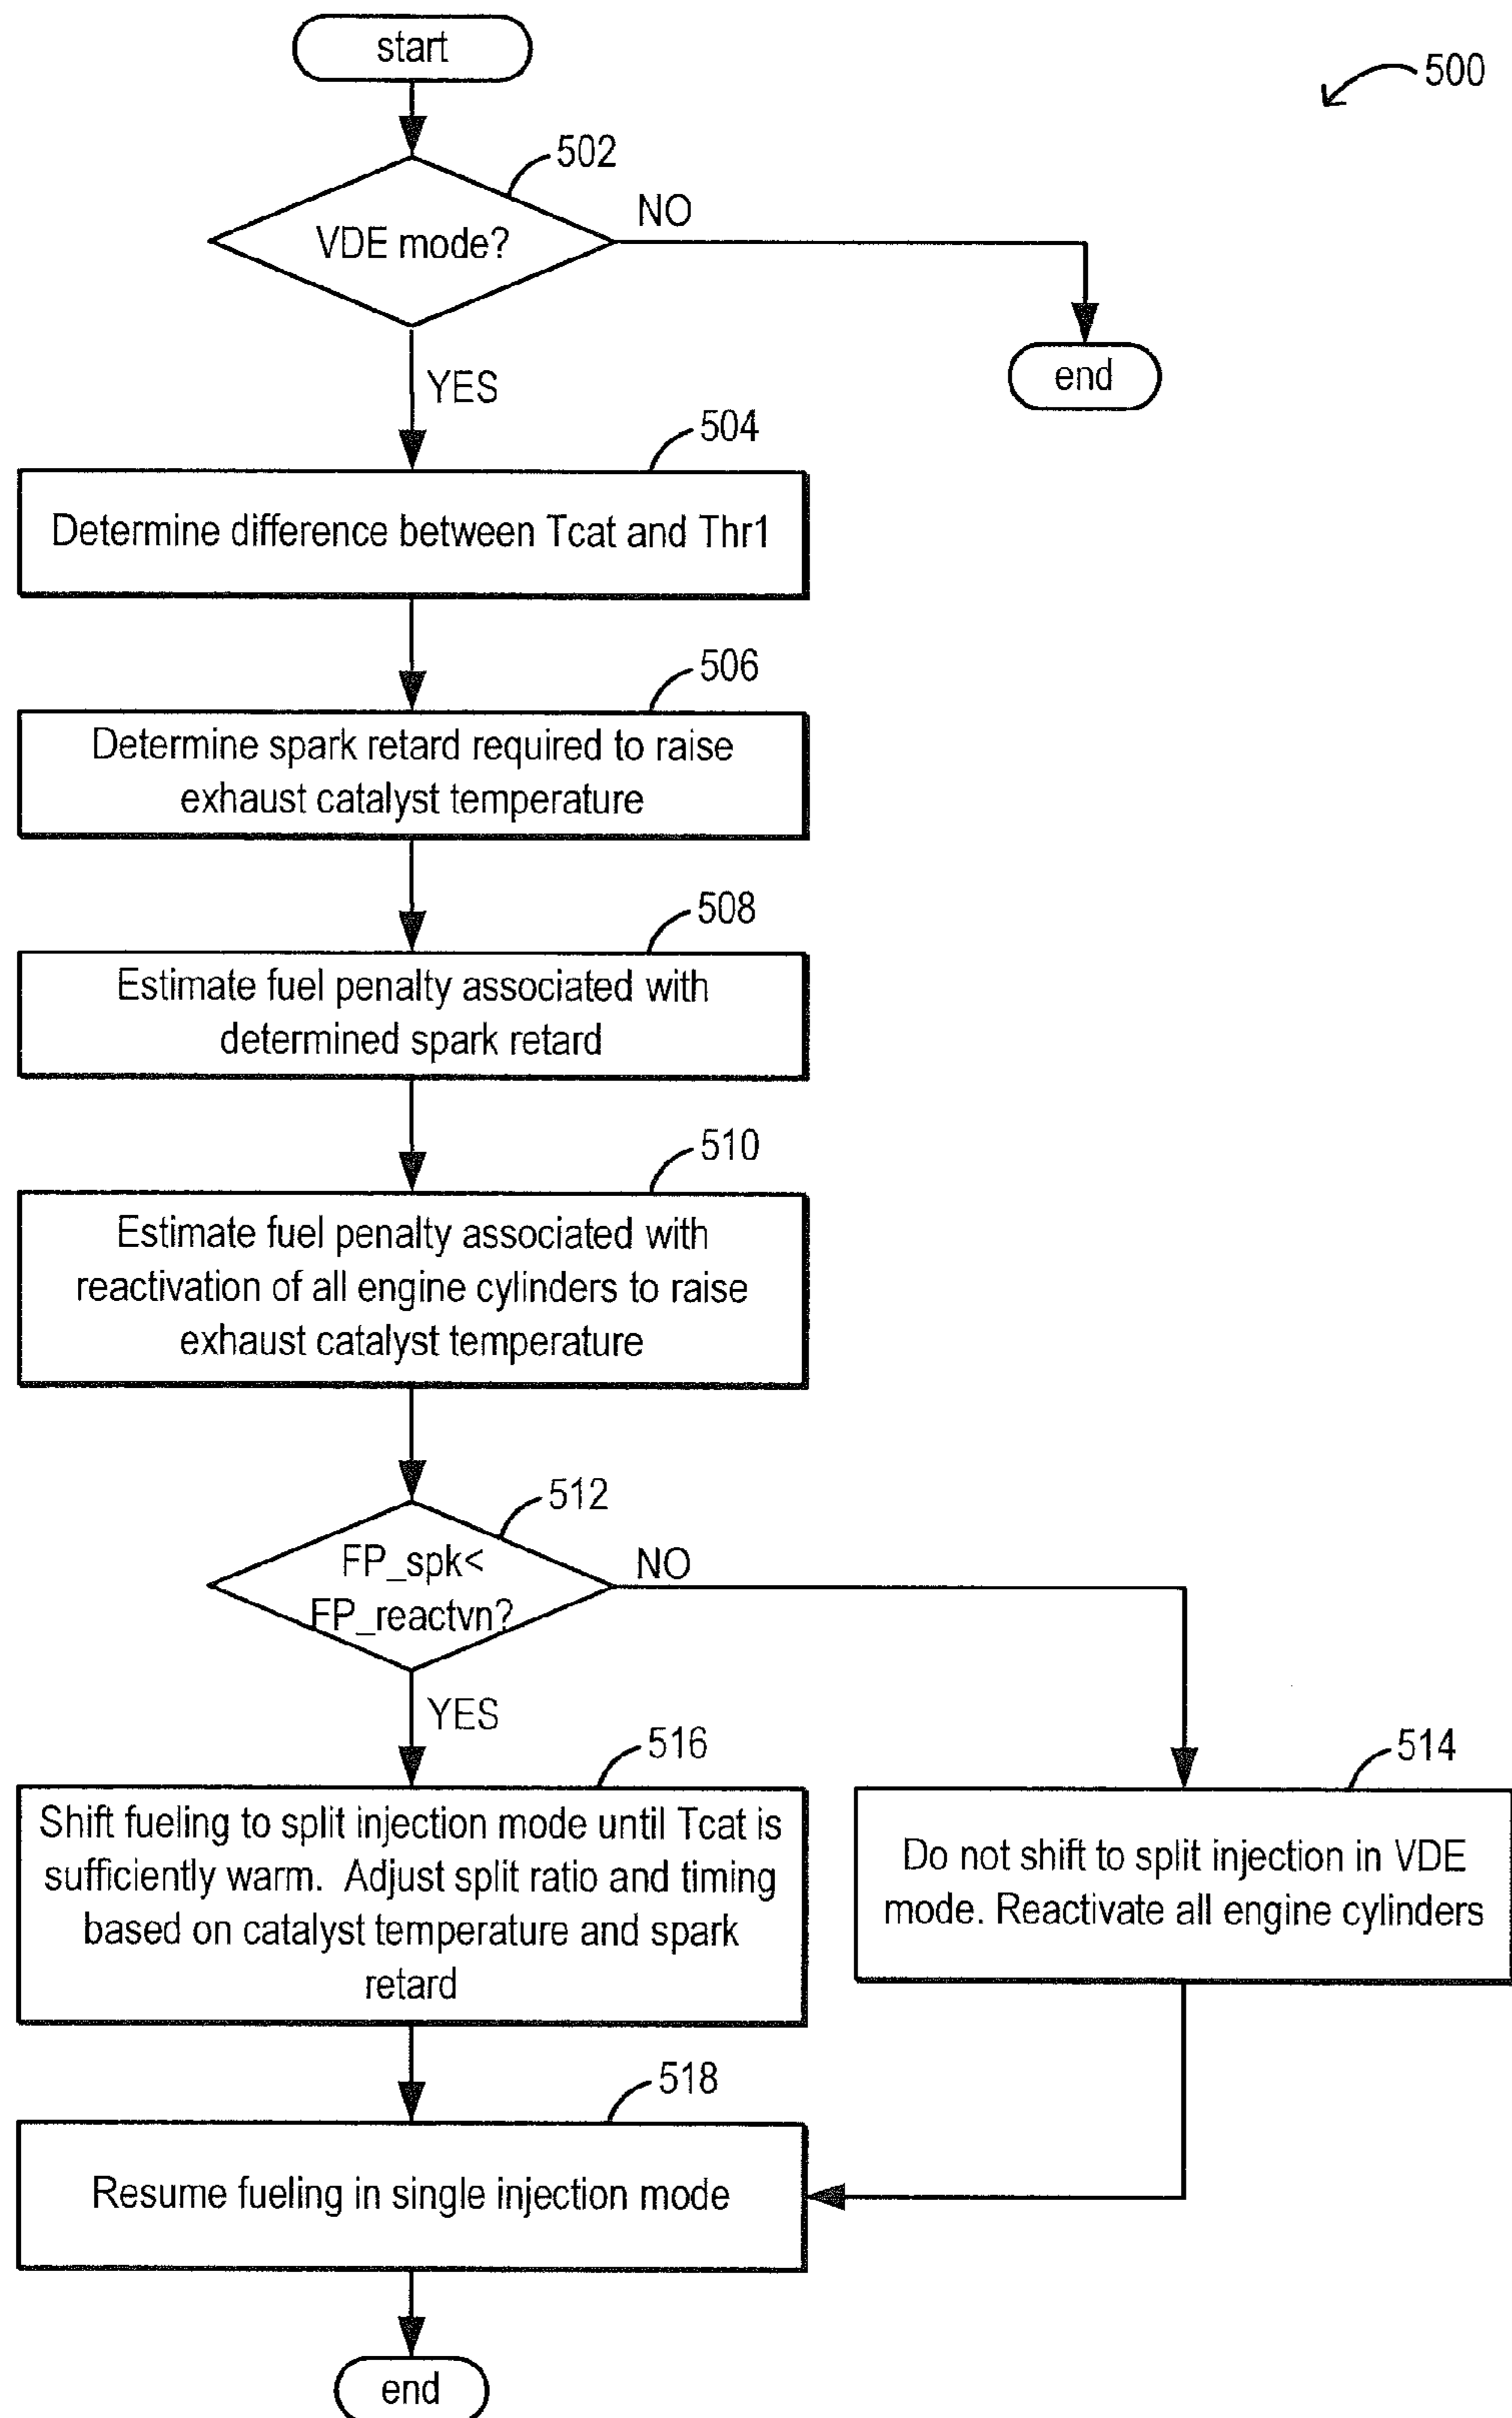 start
500
502
VDE mode?
NO
end
YES
504
Determine difference between Tcat and Thr1
506
Determine spark retard required to raise
exhaust catalyst temperature
508
Estimate fuel penalty associated with
determined spark retard
510
Estimate fuel penalty associated with
reactivation of all engine cylinders to raise
exhaust catalyst temperature
512
FP_spk<
FP_reactvn?
NO
YES
516
Shift fueling to split injection mode until Tcat is
sufficiently warm. Adjust split ratio and timing
based on catalyst temperature and spark
retard
514
Do not shift to split injection in VDE
mode. Reactivate all engine cylinders
518
Resume fueling in single injection mode
end